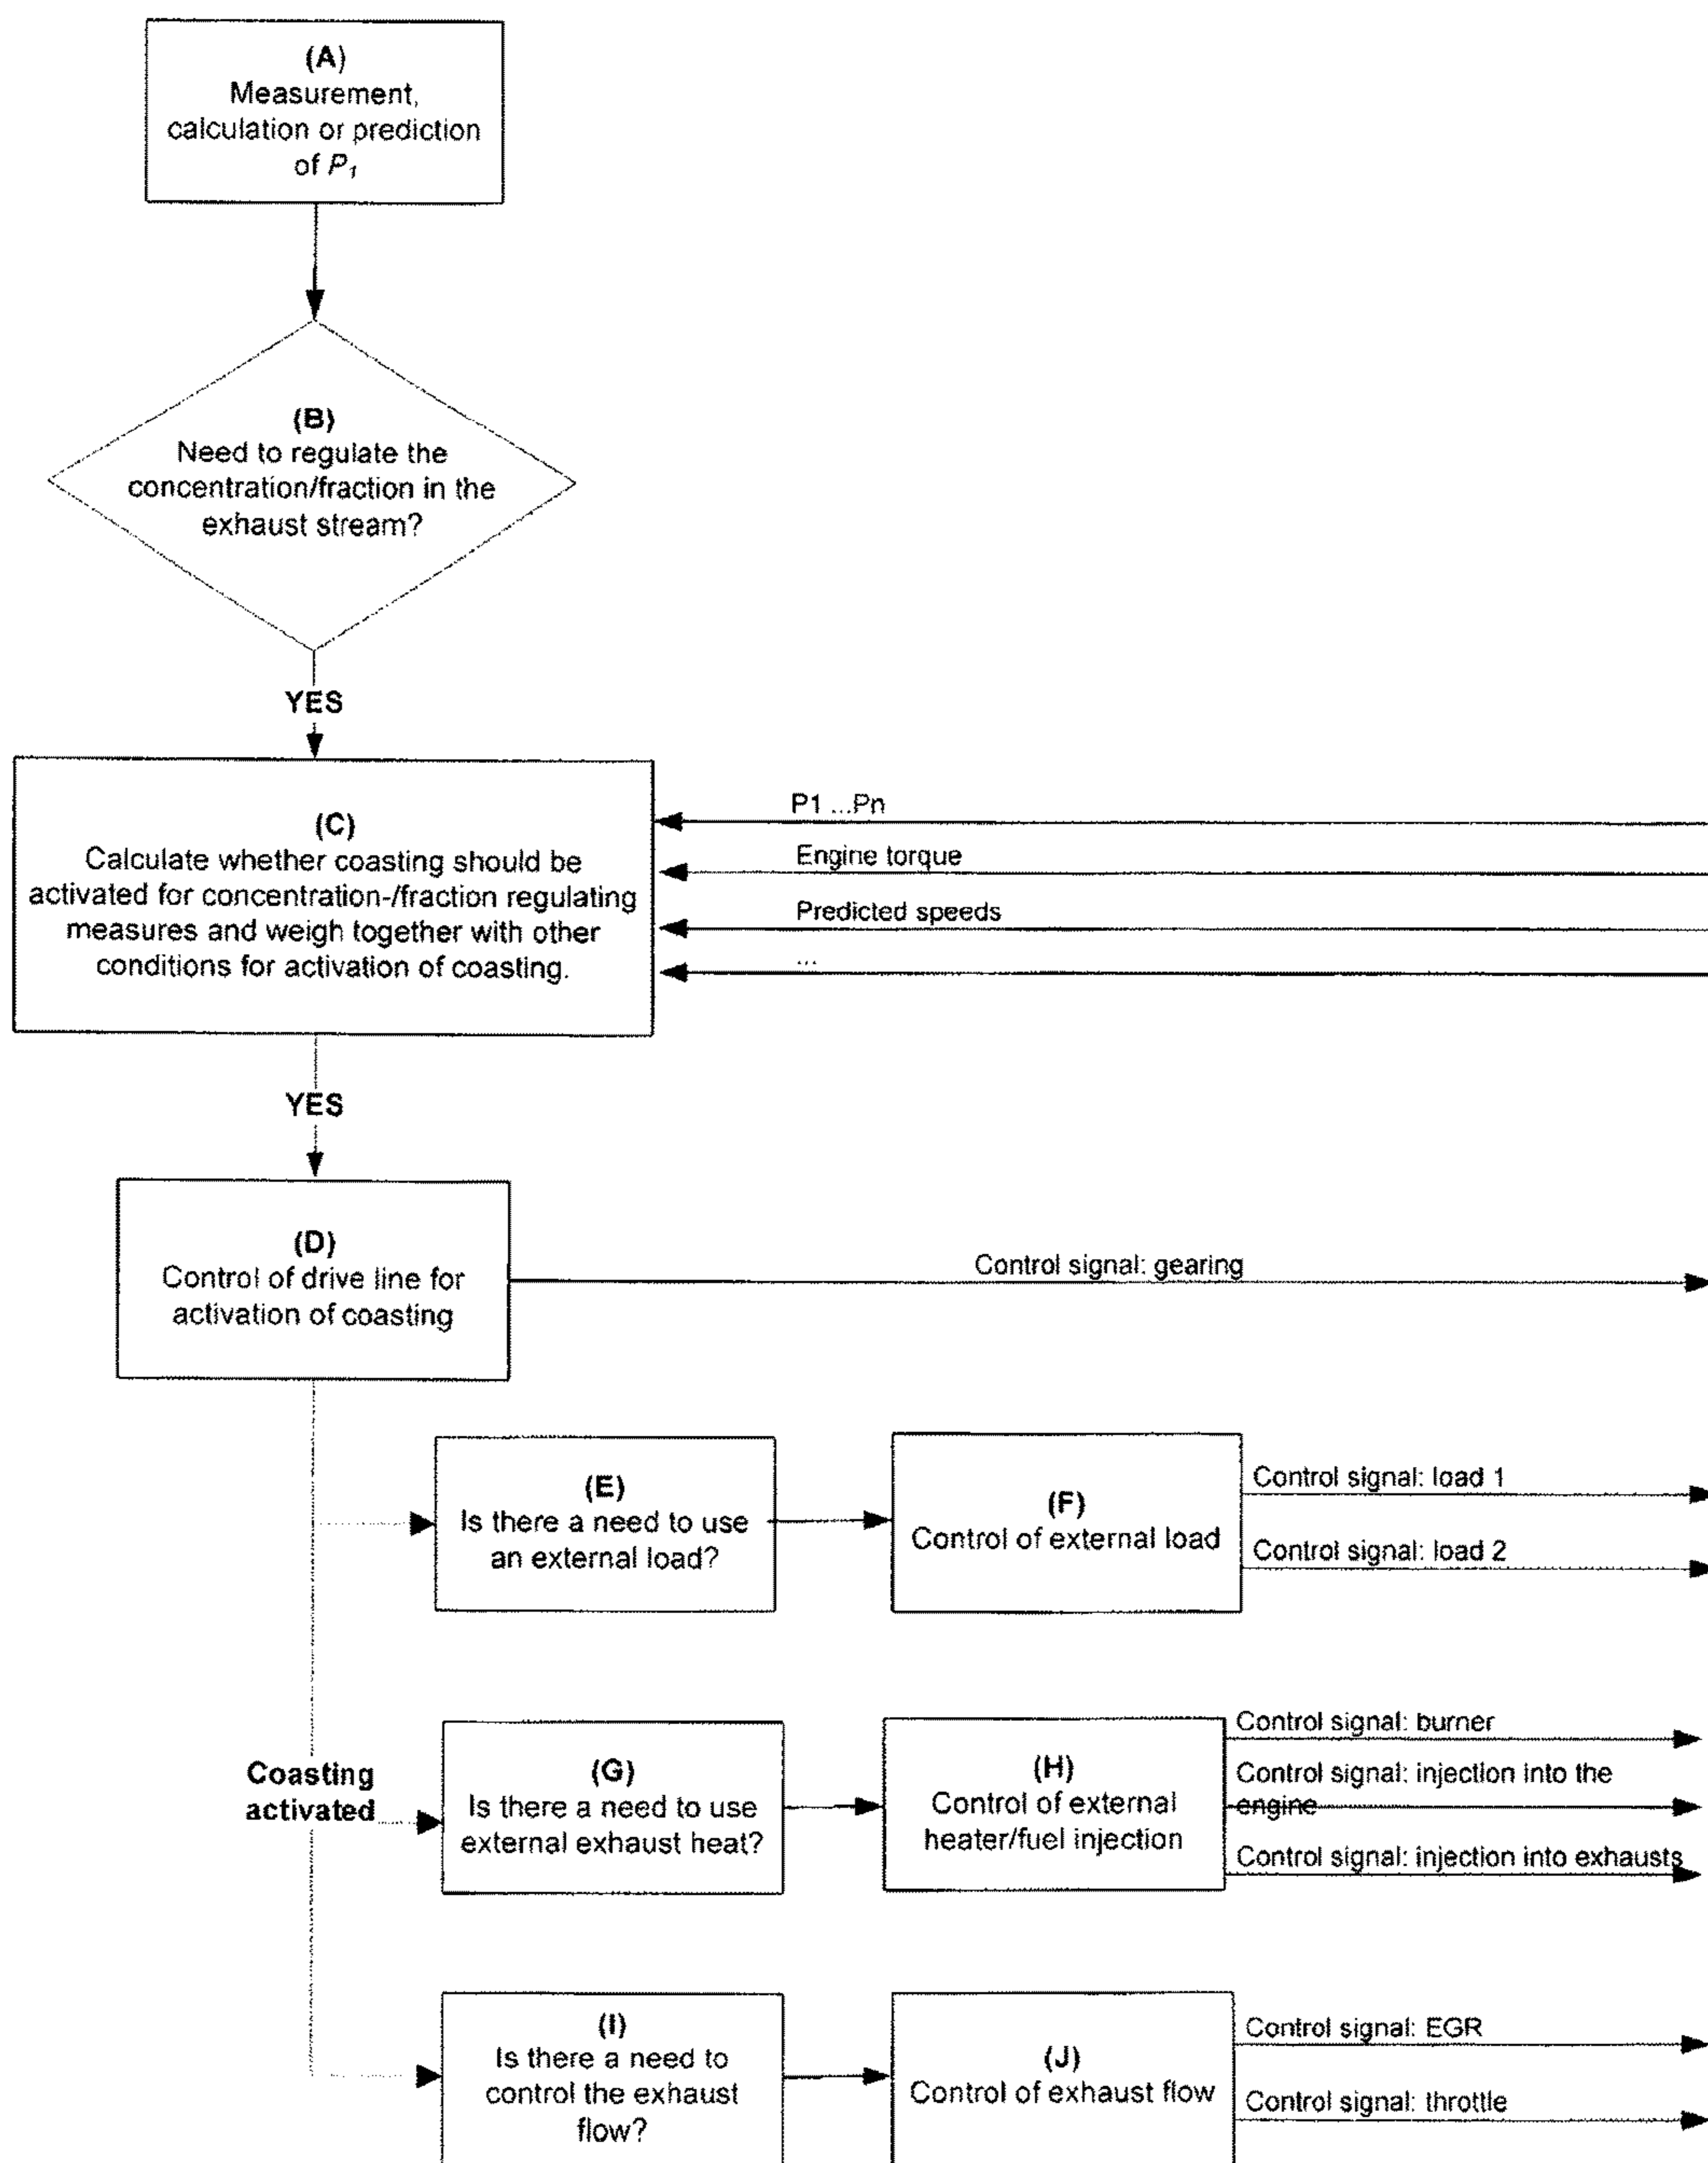 (A)
Measurement,
calculation or prediction
of P₁
(B)
Need to regulate the
concentration/fraction in the
exhaust stream?
YES
(C)
Calculate whether coasting should be
activated for concentration-/fraction regulating
measures and weigh together with other
conditions for activation of coasting.
P1 ...Pn
Engine torque
Predicted speeds
...
YES
(D)
Control of drive line for
activation of coasting
Control signal: gearing
(E)
Is there a need to use
an external load?
(F)
Control of external load
Control signal: load 1
Control signal: load 2
Coasting
activated
(G)
Is there a need to use
external exhaust heat?
(H)
Control of external
heater/fuel injection
Control signal: burner
Control signal: injection into the
engine
Control signal: injection into exhausts
(I)
Is there a need to
control the exhaust
flow?
(J)
Control of exhaust flow
Control signal: EGR
Control signal: throttle